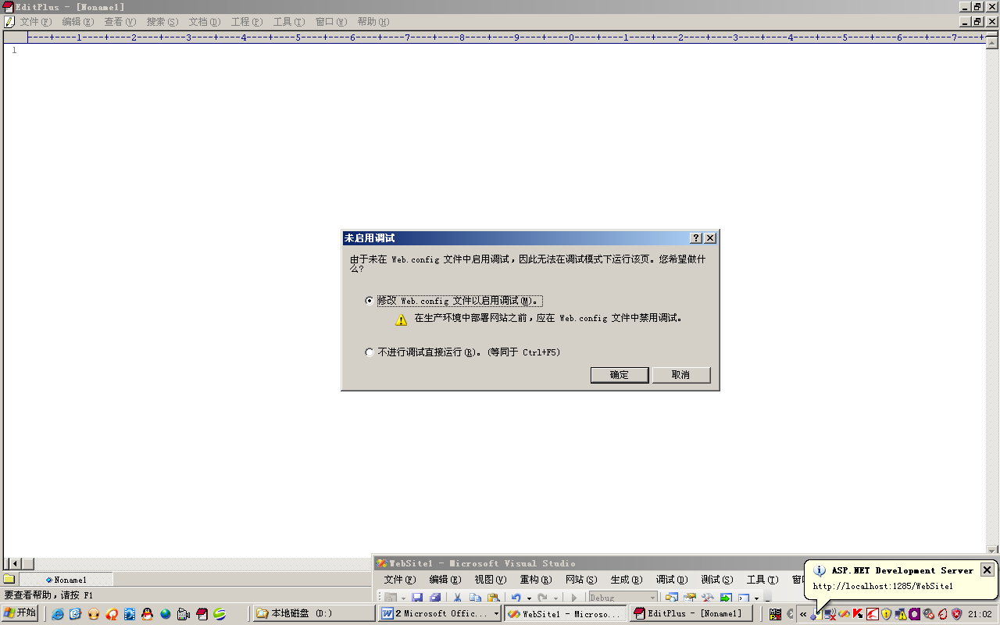 EditPlus - [Noname1]
文件(F) 编辑(E) 查看(V) 搜索(S) 文档(D) 工程(P) 工具(T) 窗口(W) 帮助(H)
1 2 3 4 5 6 7 8 9 0 1 2 3 4 5 6 7
1
未启用调试
由于未在 Web.config 文件中启用调试,因此无法在调试模式下运行该页。您希望做什
么?
修改 Web.config 文件以启用调试(M)。
在生产环境中部署网站之前,应在 Web.config 文件中禁用调试。
不进行调试直接运行(R)。(等同于 Ctrl+F5)
确定 取消
WebSite1 - Microsoft Visual Studio
文件(F) 编辑(E) 视图(V) 重构(R) 网站(S) 生成(B) 调试(D) 测试(S) 工具(T) 窗
Debug
ASP.NET Development Server
http://localhost:1285/WebSite1
Noname1
要查看帮助,请按 F1
开始 本地磁盘 (D:) 2 Microsoft Offic... WebSite1 - Microso... EditPlus - [Noname1] « 21:02